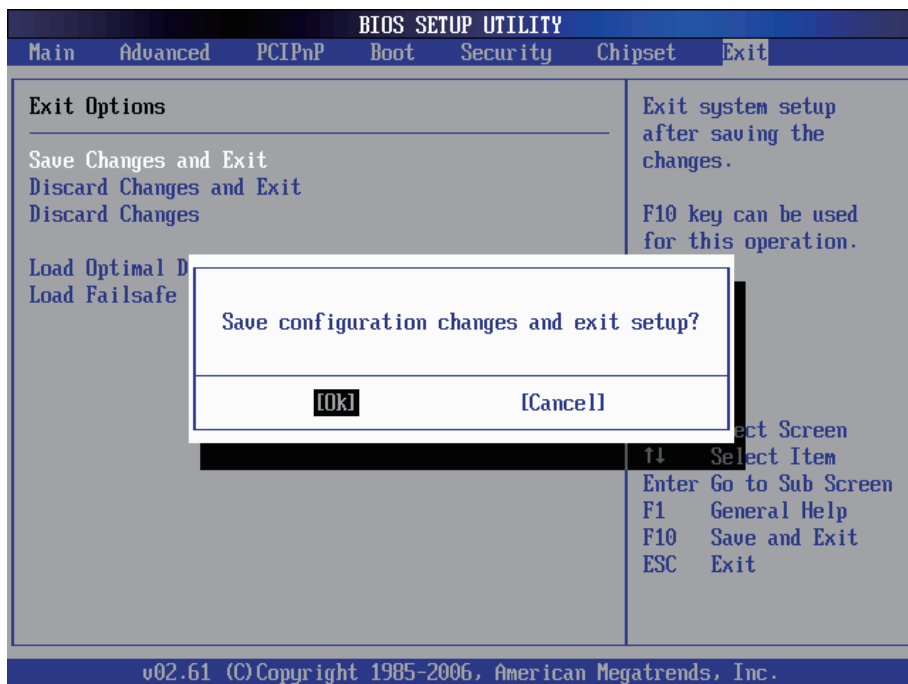 BIOS SETUP UTILITY
Main Advanced PCIPnP Boot Security Chipset Exit
Exit Options
Save Changes and Exit
Discard Changes and Exit
Discard Changes
Load Optimal D
Load Failsafe
Save configuration changes and exit setup?
[Ok] [Cancel]
Exit system setup
after saving the
changes.
F10 key can be used
for this operation.
ect Screen
↑↓ Select Item
Enter Go to Sub Screen
F1 General Help
F10 Save and Exit
ESC Exit
v02.61 (C)Copyright 1985-2006, American Megatrends, Inc.